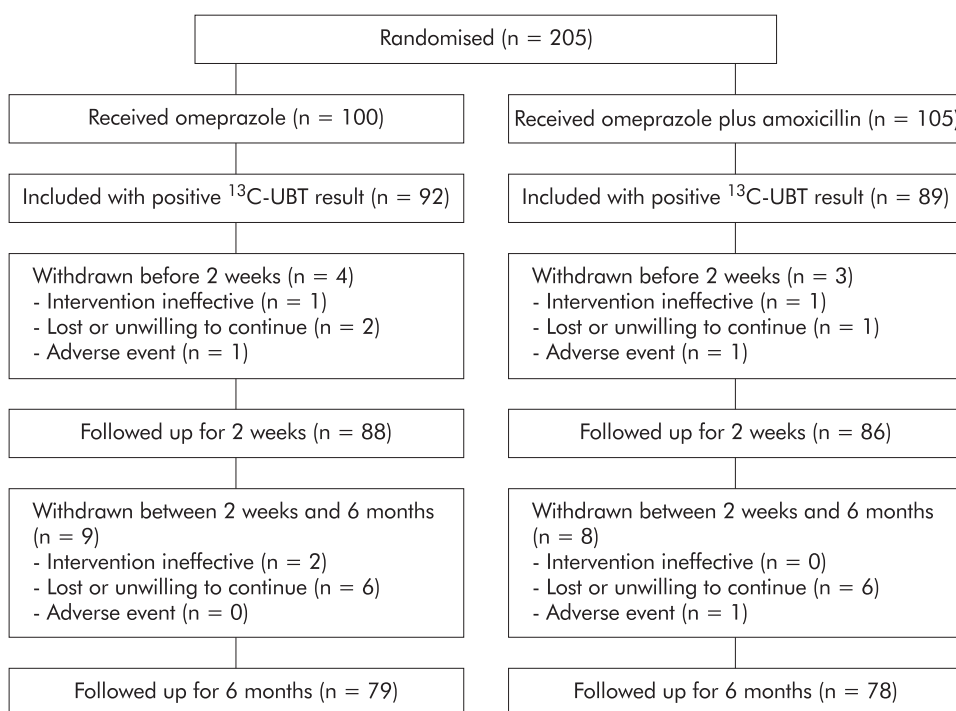 Randomised (n = 205)
Received omeprazole (n = 100)
Included with positive ¹³C-UBT result (n = 92)
Withdrawn before 2 weeks (n = 4)
- Intervention ineffective (n = 1)
- Lost or unwilling to continue (n = 2)
- Adverse event (n = 1)
Followed up for 2 weeks (n = 88)
Withdrawn between 2 weeks and 6 months
(n = 9)
- Intervention ineffective (n = 2)
- Lost or unwilling to continue (n = 6)
- Adverse event (n = 0)
Followed up for 6 months (n = 79)
Received omeprazole plus amoxicillin (n = 105)
Included with positive ¹³C-UBT result (n = 89)
Withdrawn before 2 weeks (n = 3)
- Intervention ineffective (n = 1)
- Lost or unwilling to continue (n = 1)
- Adverse event (n = 1)
Followed up for 2 weeks (n = 86)
Withdrawn between 2 weeks and 6 months
(n = 8)
- Intervention ineffective (n = 0)
- Lost or unwilling to continue (n = 6)
- Adverse event (n = 1)
Followed up for 6 months (n = 78)